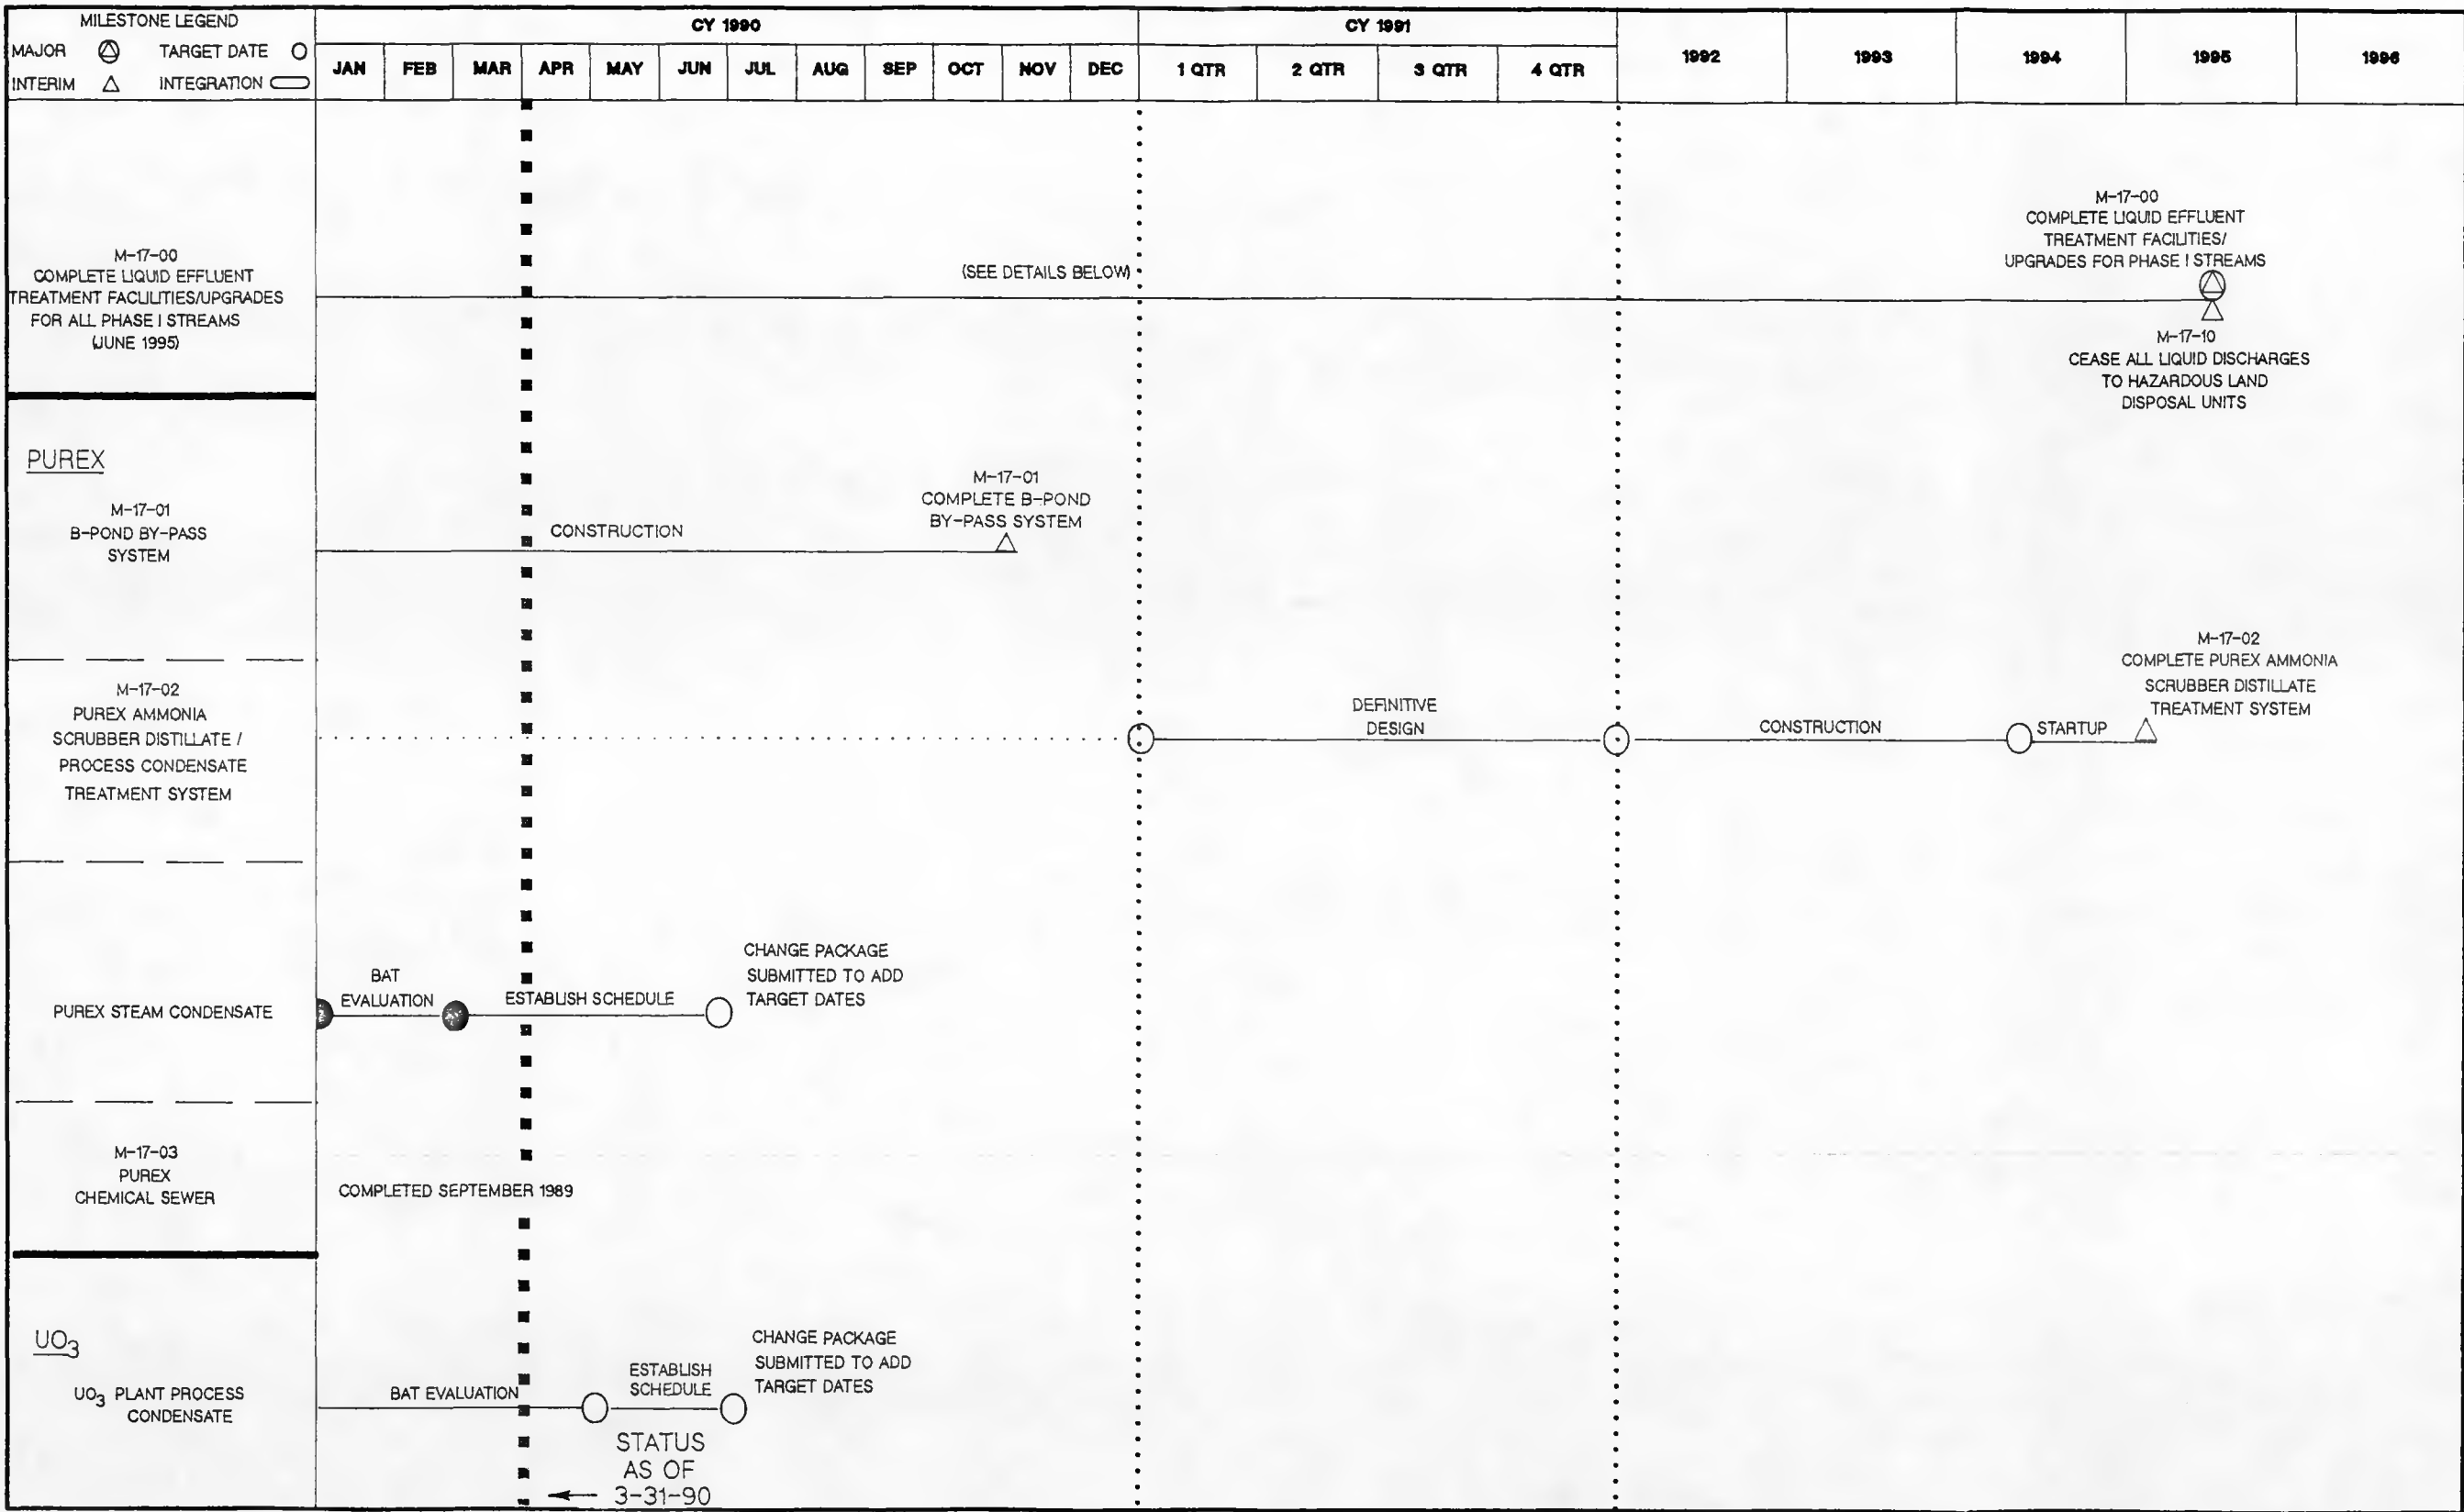 MILESTONE LEGEND
MAJOR TARGET DATE
INTERIM INTEGRATION
CY 1990
JAN FEB MAR APR MAY JUN JUL AUG SEP OCT NOV DEC
CY 1991
1 QTR 2 QTR 3 QTR 4 QTR
1992 1993 1994 1995 1996
M-17-00
COMPLETE LIQUID EFFLUENT
TREATMENT FACLILITIES/UPGRADES
FOR ALL PHASE I STREAMS
(JUNE 1995)
(SEE DETAILS BELOW)
M-17-00
COMPLETE LIQUID EFFLUENT
TREATMENT FACILITIES/
UPGRADES FOR PHASE I STREAMS
M-17-10
CEASE ALL LIQUID DISCHARGES
TO HAZARDOUS LAND
DISPOSAL UNITS
PUREX
M-17-01
B-POND BY-PASS
SYSTEM
CONSTRUCTION
M-17-01
COMPLETE B-POND
BY-PASS SYSTEM
M-17-02
PUREX AMMONIA
SCRUBBER DISTILLATE /
PROCESS CONDENSATE
TREATMENT SYSTEM
DEFINITIVE
DESIGN
CONSTRUCTION
STARTUP
M-17-02
COMPLETE PUREX AMMONIA
SCRUBBER DISTILLATE
TREATMENT SYSTEM
PUREX STEAM CONDENSATE
BAT
EVALUATION
ESTABLISH SCHEDULE
CHANGE PACKAGE
SUBMITTED TO ADD
TARGET DATES
M-17-03
PUREX
CHEMICAL SEWER
COMPLETED SEPTEMBER 1989
UO3
UO3 PLANT PROCESS
CONDENSATE
BAT EVALUATION
ESTABLISH
SCHEDULE
CHANGE PACKAGE
SUBMITTED TO ADD
TARGET DATES
STATUS
AS OF
3-31-90